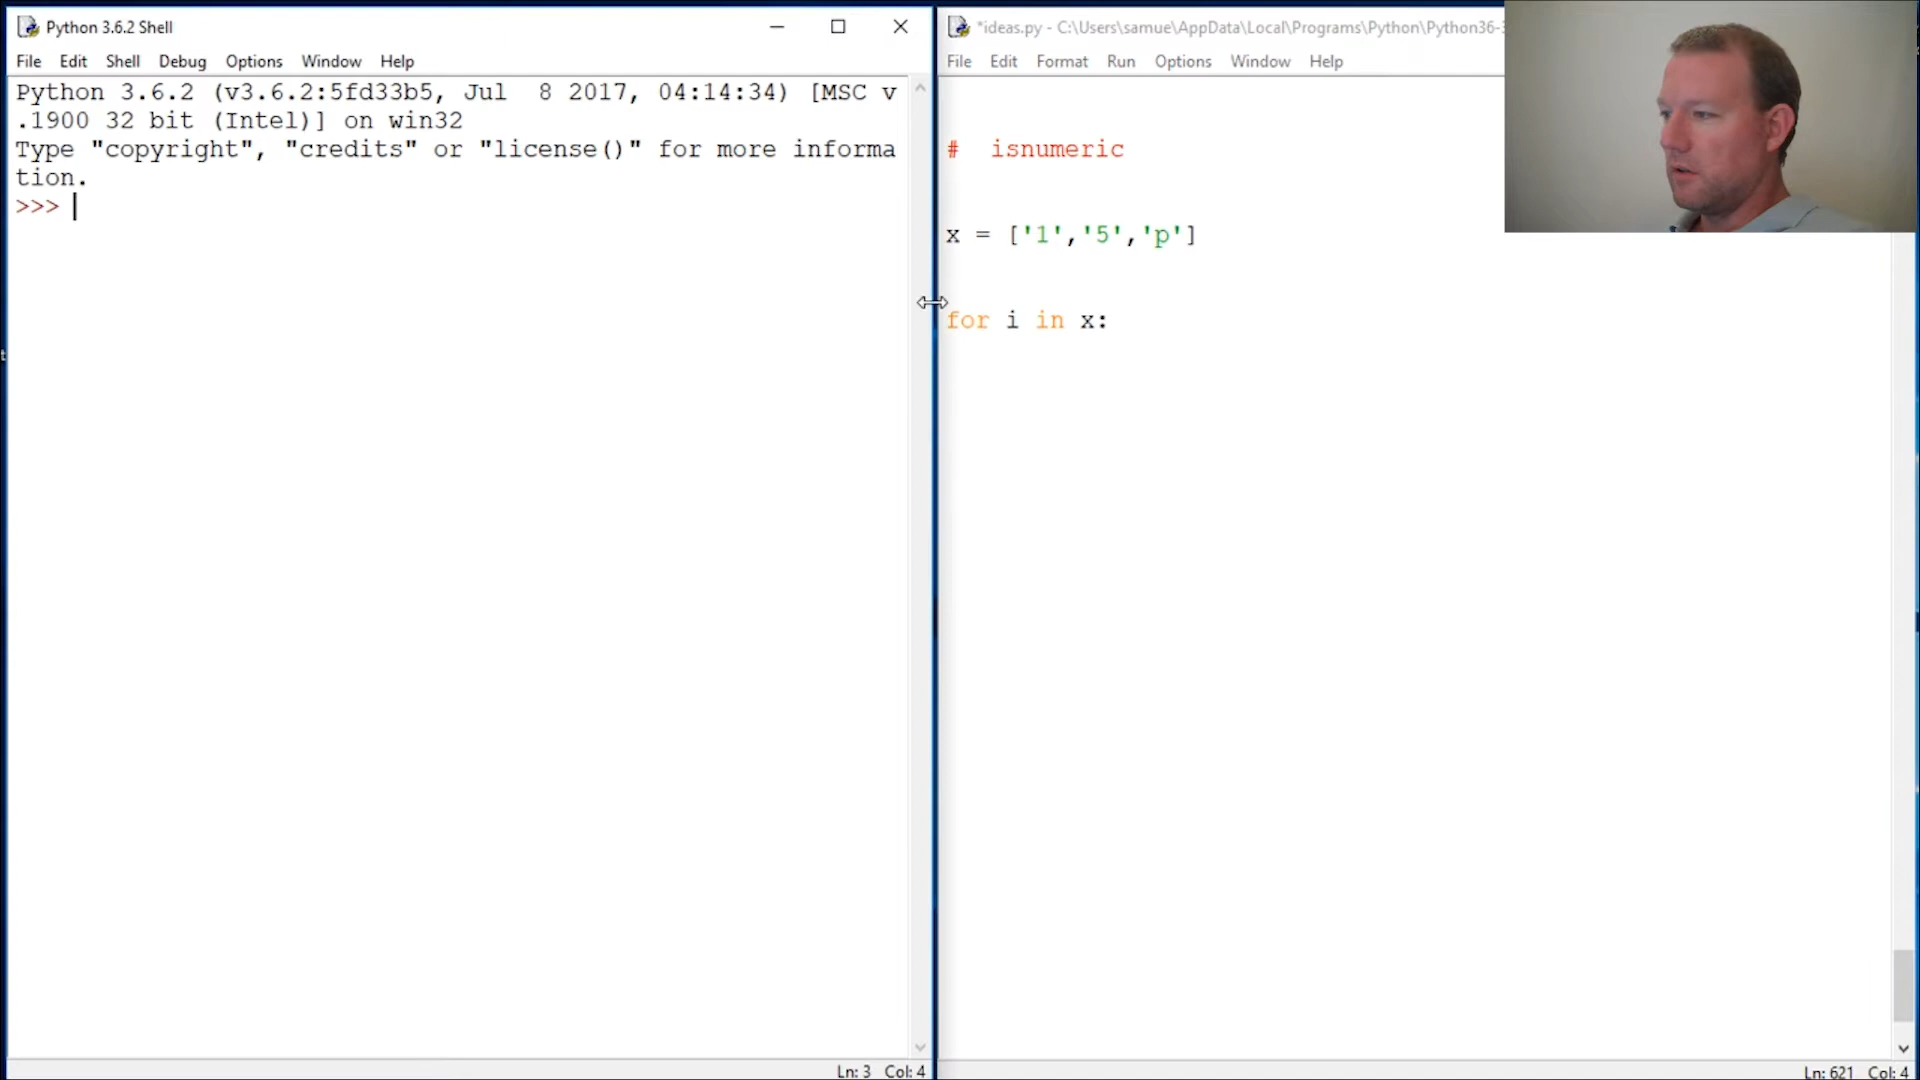 Python 3.6.2 Shell
File Edit Shell Debug Options Window Help
Python 3.6.2 (v3.6.2:5fd33b5, Jul  8 2017, 04:14:34) [MSC v
.1900 32 bit (Intel)] on win32
Type "copyright", "credits" or "license()" for more informa
tion.
>>>
Ln: 3 Col: 4
*ideas.py - C:\Users\samue\AppData\Local\Programs\Python\Python36-3
File Edit Format Run Options Window Help
#  isnumeric
x = ['1','5','p']
for i in x:
Ln: 621 Col: 4